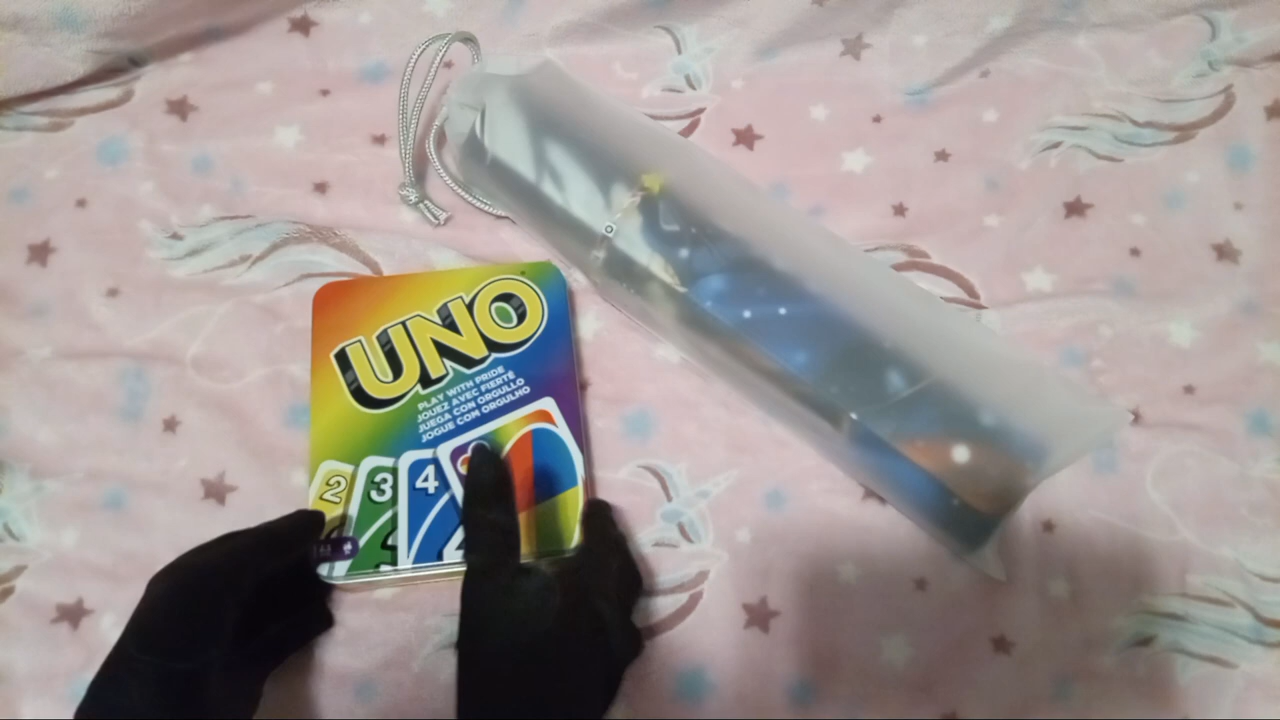 UNO
PLAY WITH PRIDE
JOUEZ AVEC FIERTÉ
JUEGA CON ORGULLO
JOGUE COM ORGULHO
2 3 4